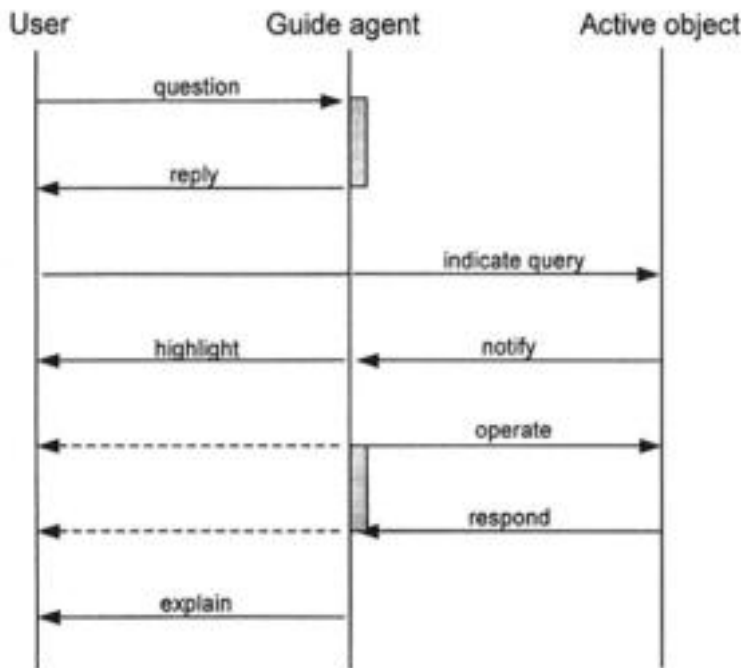 User Guide agent Active object
question
reply
indicate query
highlight notify
operate
respond
explain